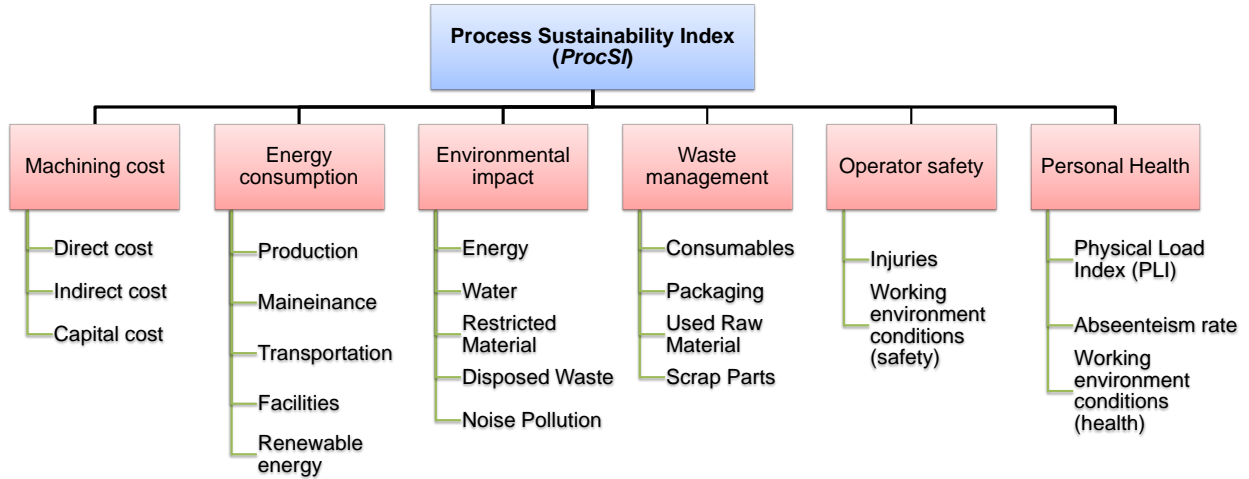 Process Sustainability Index
(ProcSI)
Machining cost
Direct cost
Indirect cost
Capital cost
Energy
consumption
Production
Maineinance
Transportation
Facilities
Renewable
energy
Environmental
impact
Energy
Water
Restricted
Material
Disposed Waste
Noise Pollution
Waste
management
Consumables
Packaging
Used Raw
Material
Scrap Parts
Operator safety
Injuries
Working
environment
conditions
(safety)
Personal Health
Physical Load
Index (PLI)
Abseenteism rate
Working
environment
conditions
(health)